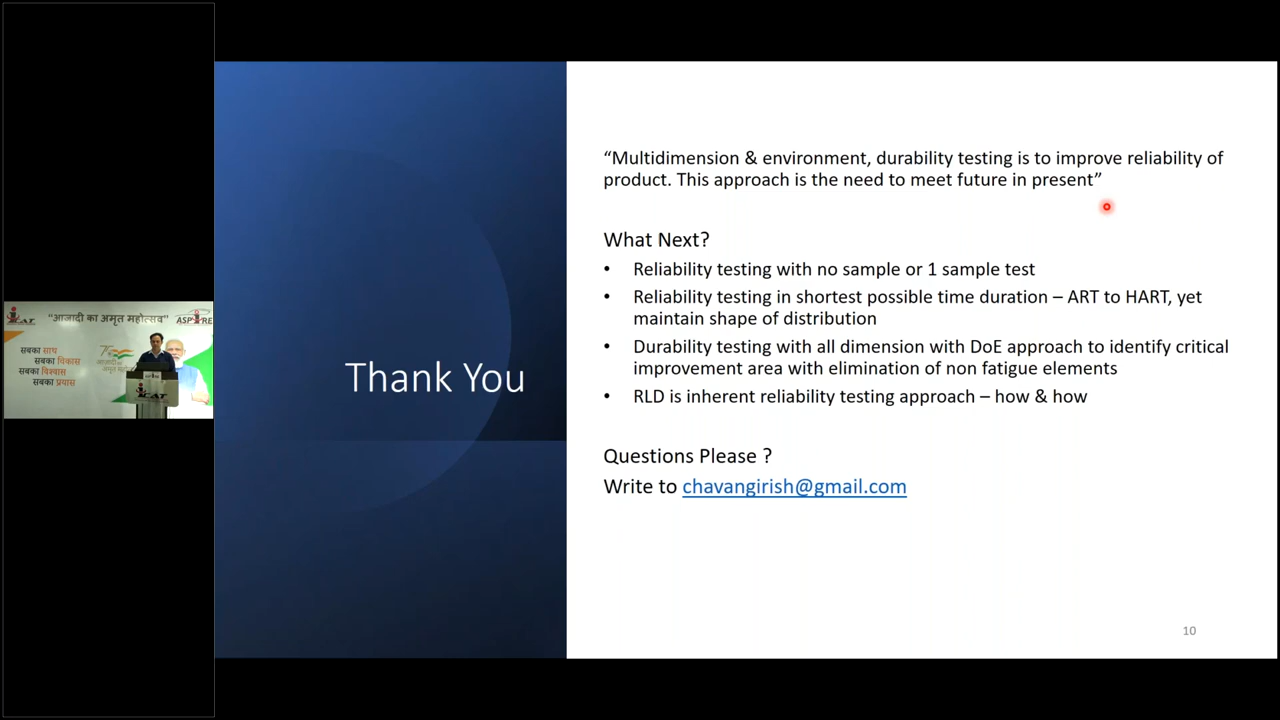 "आजादी का अमृत महोत्सव"
सबका साथ
सबका विकास
सबका विश्वास
सबका प्रयास
Thank You
“Multidimension & environment, durability testing is to improve reliability of
product. This approach is the need to meet future in present”
What Next?
• Reliability testing with no sample or 1 sample test
• Reliability testing in shortest possible time duration – ART to HART, yet
maintain shape of distribution
• Durability testing with all dimension with DoE approach to identify critical
improvement area with elimination of non fatigue elements
• RLD is inherent reliability testing approach – how & how
Questions Please ?
Write to chavangirish@gmail.com
10